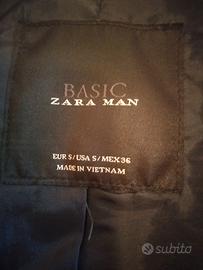 BASIC
ZARA MAN
EUR S / USA S / MEX 36
MADE IN VIETNAM
subito